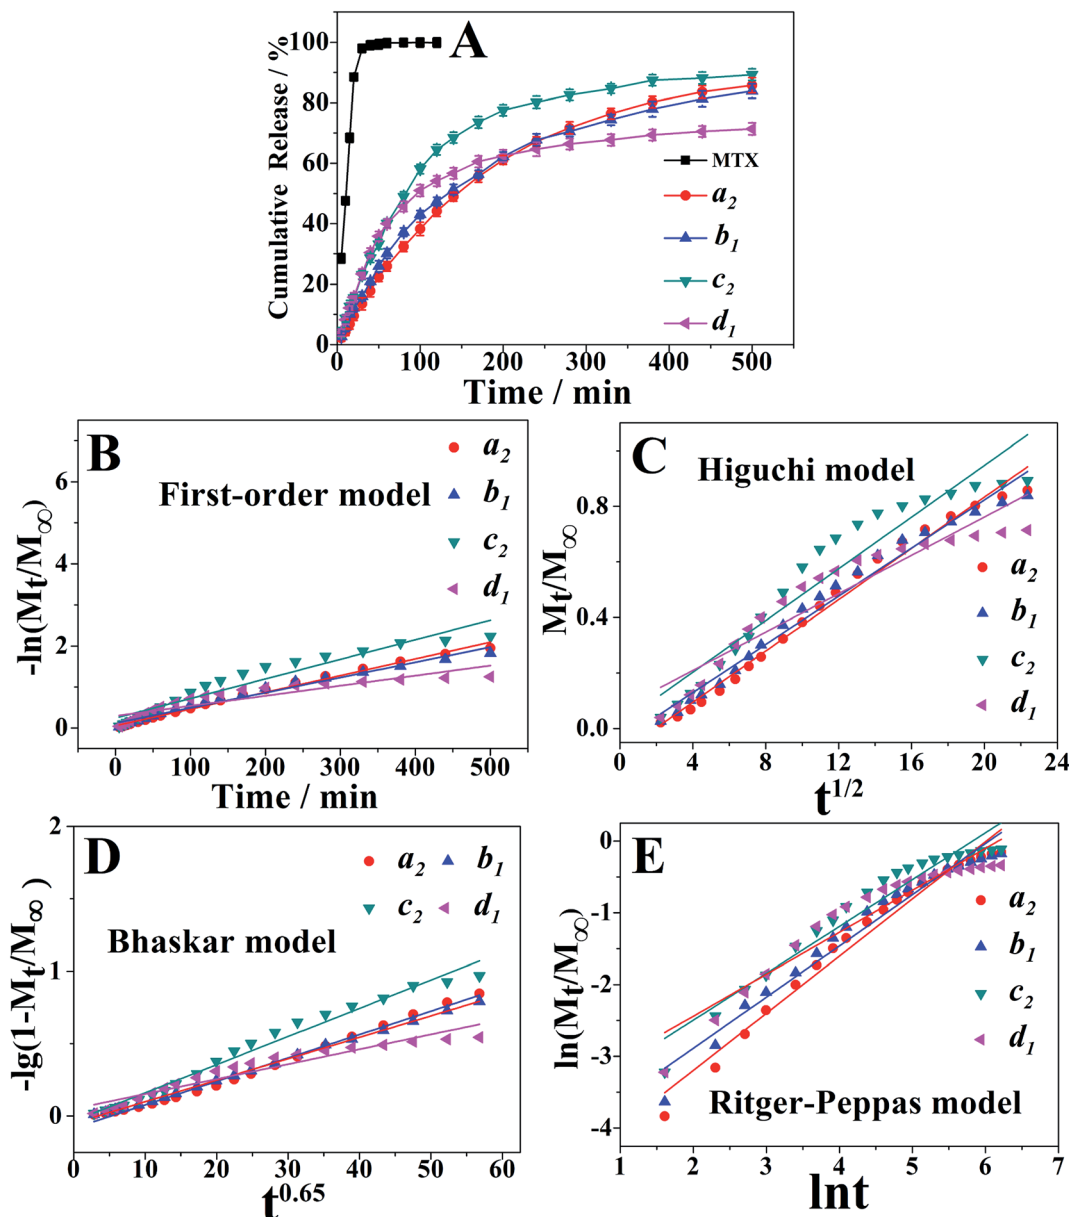 A
Cumulative Release / %
100
80
60
40
20
0
MTX
a2
b1
c2
d1
0 100 200 300 400 500
Time / min
B
First-order model
-ln(Mt/M∞)
6
4
2
0
a2
b1
c2
d1
0 100 200 300 400 500
Time / min
C
Higuchi model
Mt/M∞
0.8
0.4
0.0
a2
b1
c2
d1
0 4 8 12 16 20 24
t1/2
D
Bhaskar model
-lg(1-Mt/M∞)
2
1
0
a2 b1
c2 d1
0 10 20 30 40 50 60
t0.65
E
Ritger-Peppas model
ln(Mt/M∞)
0
-1
-2
-3
-4
a2
b1
c2
d1
1 2 3 4 5 6 7
lnt